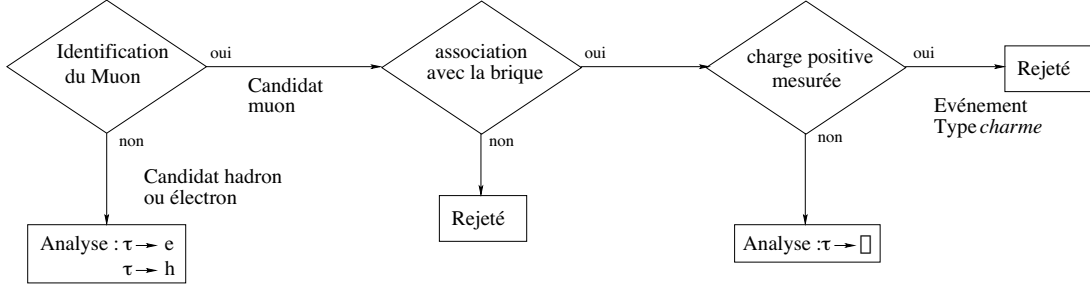 Identification
du Muon
oui
Candidat
muon
non
Candidat hadron
ou électron
Analyse : τ → e
τ → h
association
avec la brique
oui
non
Rejeté
charge positive
mesurée
oui
non
Analyse :τ →
Rejeté
Evénement
Type charme